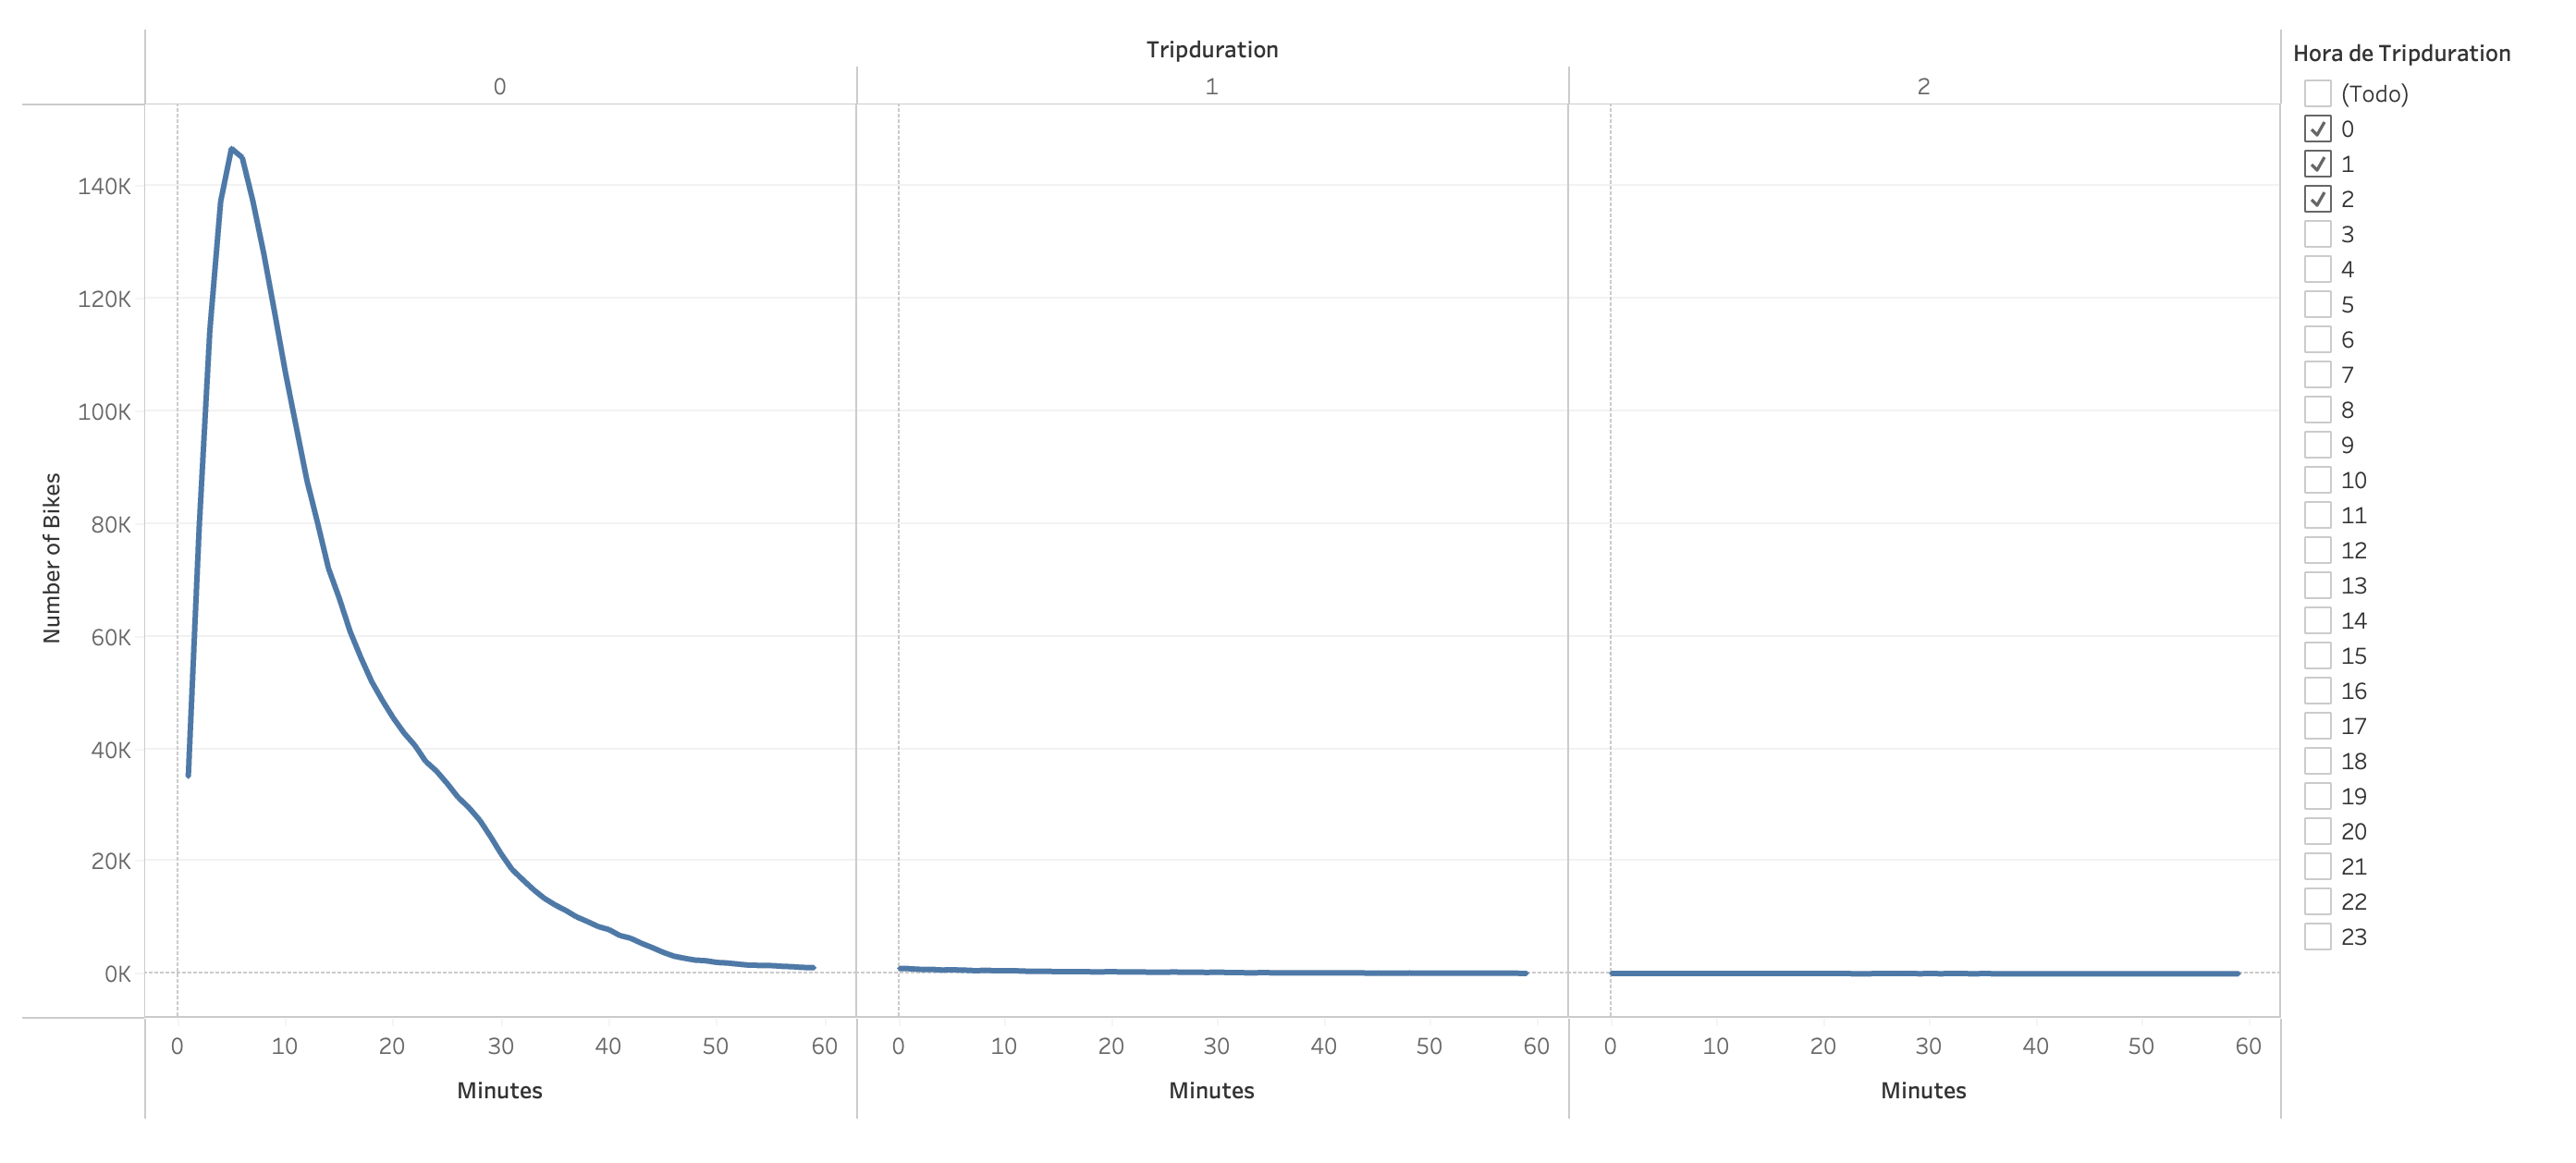 Tripduration
0 1 2
140K
120K
100K
80K
60K
40K
20K
0K
Number of Bikes
0 10 20 30 40 50 60 0 10 20 30 40 50 60 0 10 20 30 40 50 60
Minutes Minutes Minutes
Hora de Tripduration
(Todo)
0
1
2
3
4
5
6
7
8
9
10
11
12
13
14
15
16
17
18
19
20
21
22
23